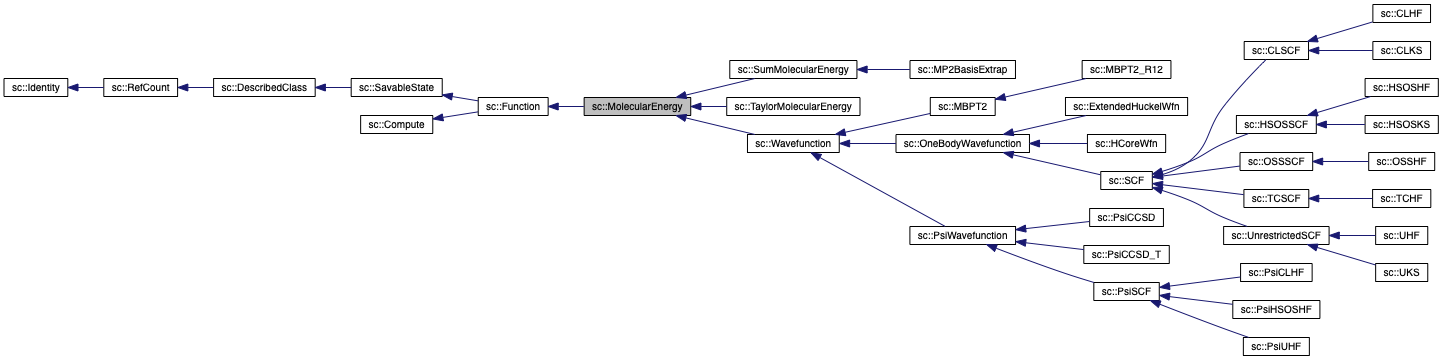 sc::Identity
sc::RefCount
sc::DescribedClass
sc::SavableState
sc::Compute
sc::Function
sc::MolecularEnergy
sc::SumMolecularEnergy
sc::MP2BasisExtrap
sc::TaylorMolecularEnergy
sc::Wavefunction
sc::MBPT2
sc::MBPT2_R12
sc::OneBodyWavefunction
sc::ExtendedHuckelWfn
sc::HCoreWfn
sc::SCF
sc::CLSCF
sc::CLHF
sc::CLKS
sc::HSOSSCF
sc::HSOSHF
sc::HSOSKS
sc::OSSSCF
sc::OSSHF
sc::TCSCF
sc::TCHF
sc::UnrestrictedSCF
sc::UHF
sc::UKS
sc::PsiWavefunction
sc::PsiCCSD
sc::PsiCCSD_T
sc::PsiSCF
sc::PsiCLHF
sc::PsiHSOSHF
sc::PsiUHF